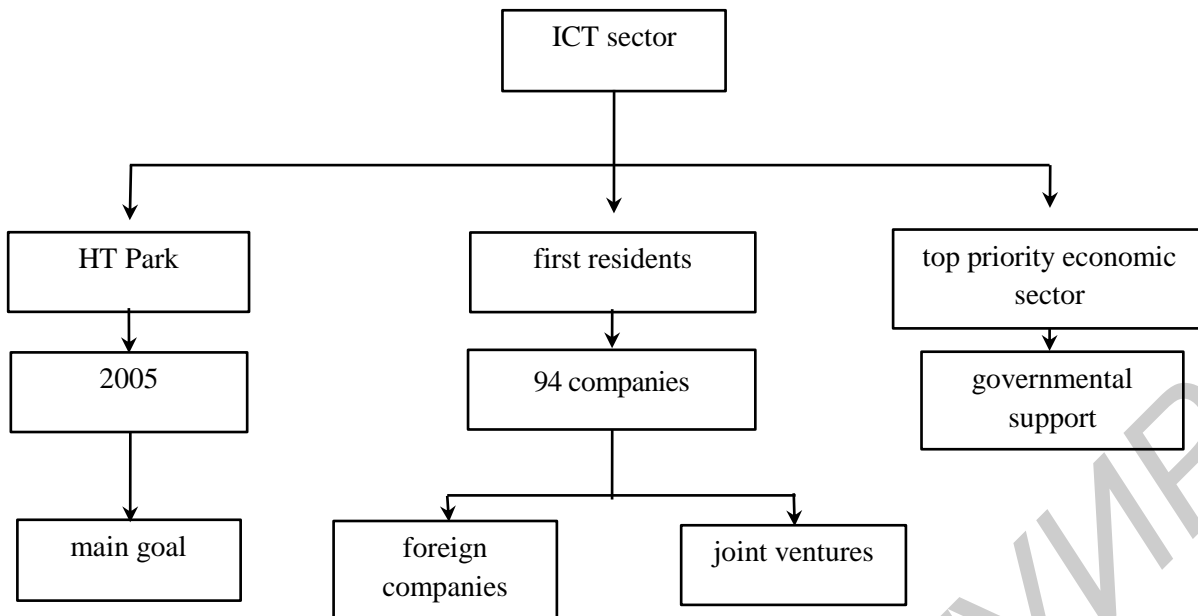 ICT sector
HT Park
first residents
top priority economic
sector
2005
94 companies
governmental
support
main goal
foreign
companies
joint ventures
УИР